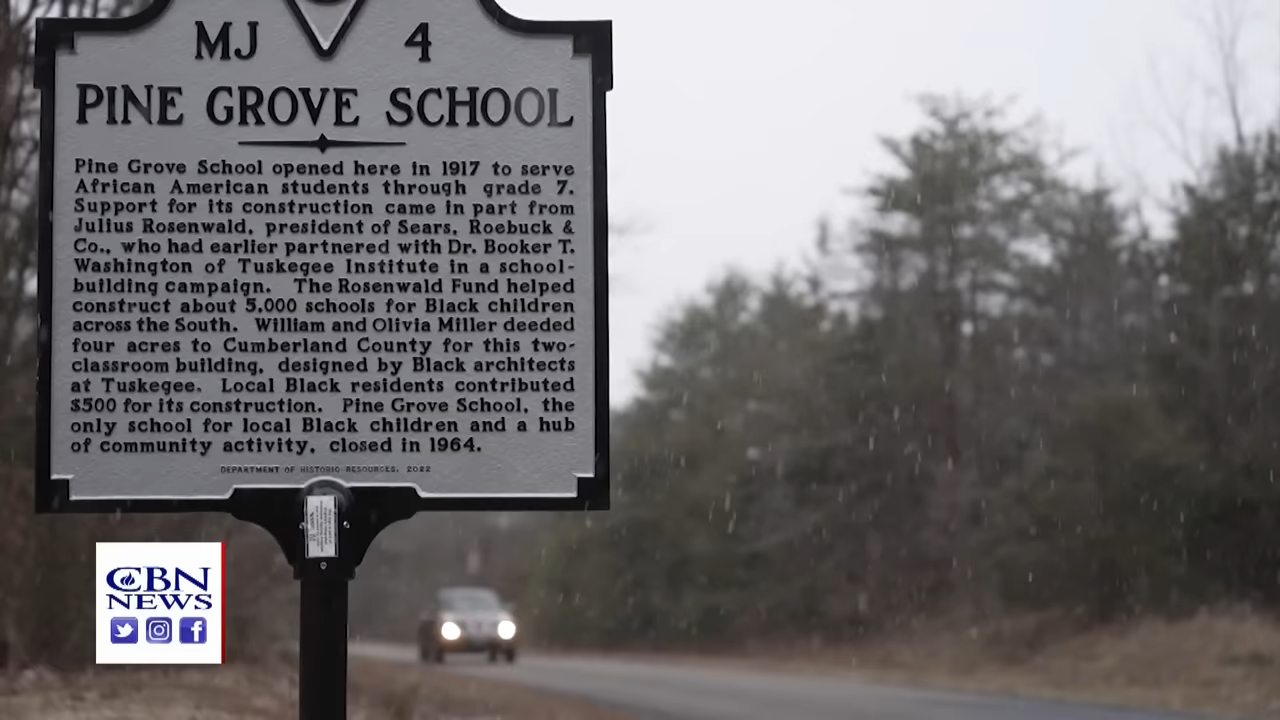 MJ 4
PINE GROVE SCHOOL
Pine Grove School opened here in 1917 to serve
African American students through grade 7.
Support for its construction came in part from
Julius Rosenwald, president of Sears, Roebuck &
Co., who had earlier partnered with Dr. Booker T.
Washington of Tuskegee Institute in a school-
building campaign. The Rosenwald Fund helped
construct about 5,000 schools for Black children
across the South. William and Olivia Miller deeded
four acres to Cumberland County for this two-
classroom building, designed by Black architects
at Tuskegee. Local Black residents contributed
$500 for its construction. Pine Grove School, the
only school for local Black children and a hub
of community activity, closed in 1964.
DEPARTMENT OF HISTORIC RESOURCES, 2022
CBN
NEWS